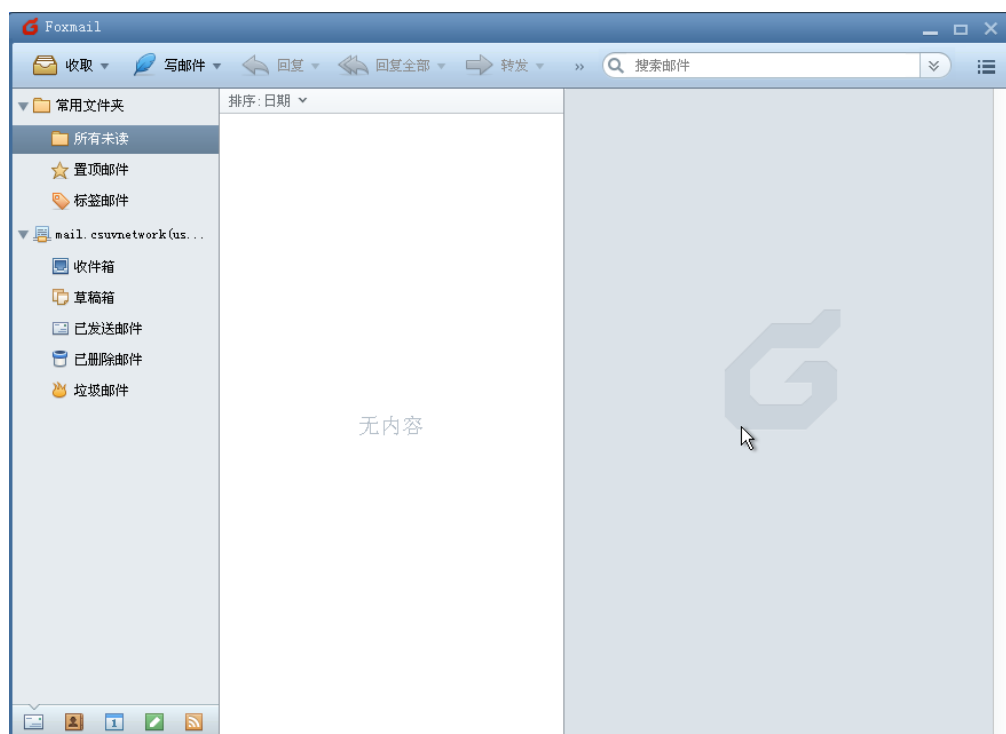 Foxmail
收取 写邮件 回复 回复全部 转发 » 搜索邮件
常用文件夹
排序:日期
所有未读
置顶邮件
标签邮件
mail.csuvnetwork(us...
收件箱
草稿箱
已发送邮件
已删除邮件
垃圾邮件
无内容
1